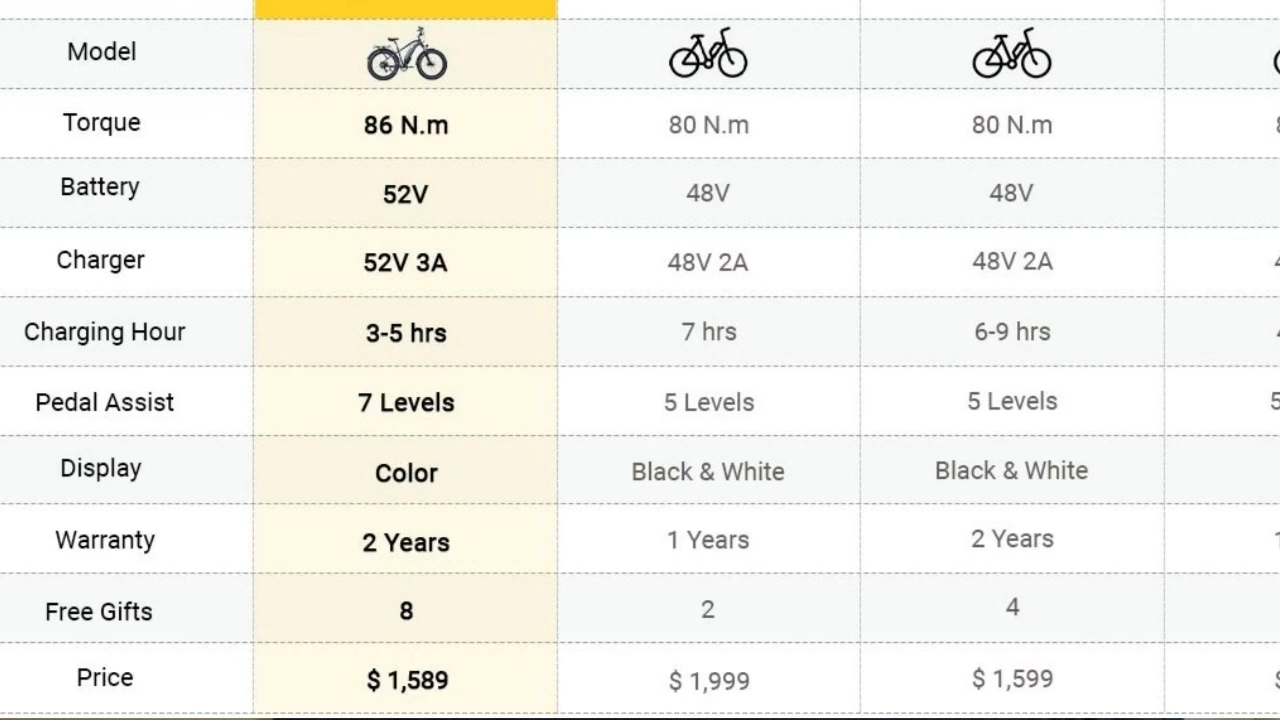 Model
Torque 86 N.m 80 N.m 80 N.m
Battery 52V 48V 48V
Charger 52V 3A 48V 2A 48V 2A
Charging Hour 3-5 hrs 7 hrs 6-9 hrs
Pedal Assist 7 Levels 5 Levels 5 Levels
Display Color Black & White Black & White
Warranty 2 Years 1 Years 2 Years
Free Gifts 8 2 4
Price $ 1,589 $ 1,999 $ 1,599